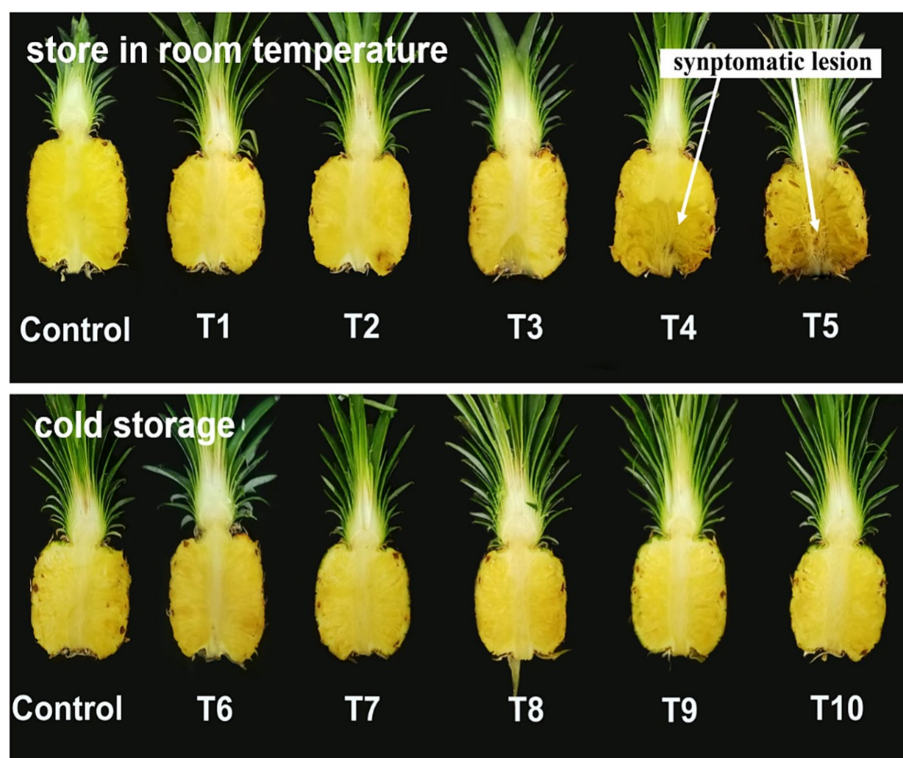 store in room temperature
synptomatic lesion
Control T1 T2 T3 T4 T5
cold storage
Control T6 T7 T8 T9 T10